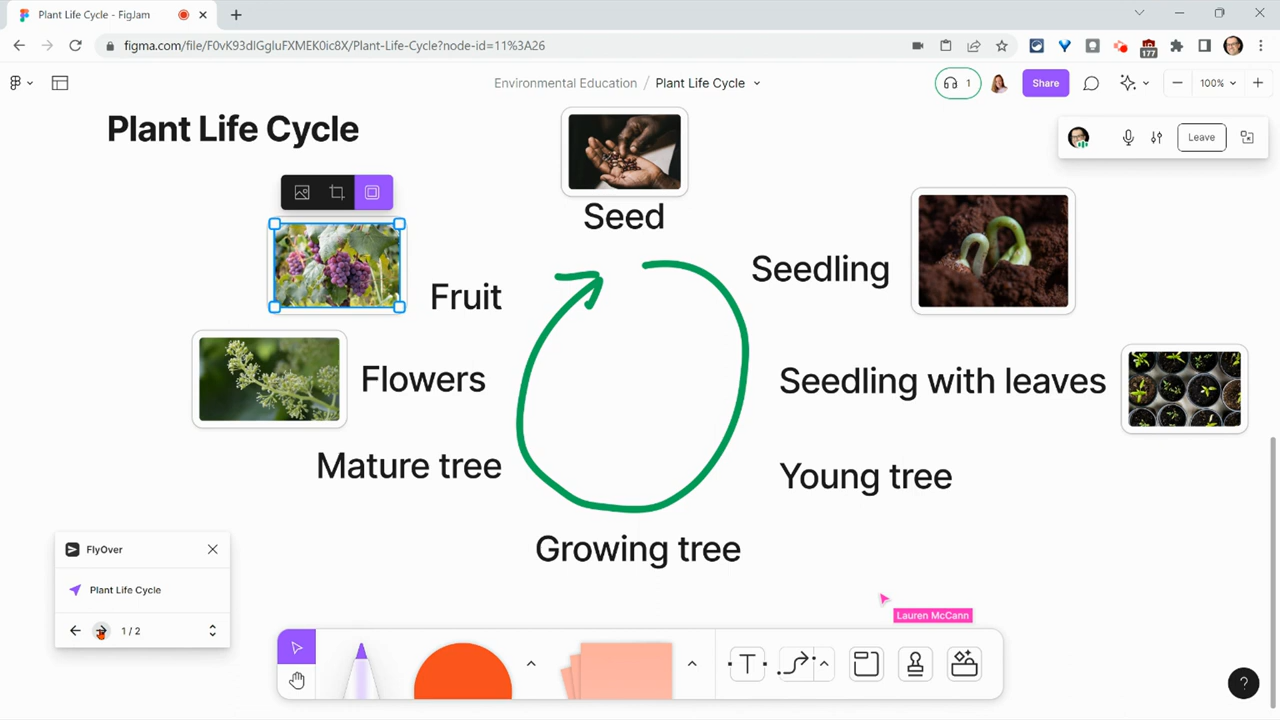 Plant Life Cycle - FigJam
figma.com/file/F0vK93dIGgluFXMEK0ic8X/Plant-Life-Cycle?node-id=11%3A26
177
Environmental Education / Plant Life Cycle
1
Share
100%
Leave
Plant Life Cycle
Seed
Seedling
Fruit
Flowers
Seedling with leaves
Mature tree
Young tree
Growing tree
FlyOver
Plant Life Cycle
1 / 2
Lauren McCann
T
?